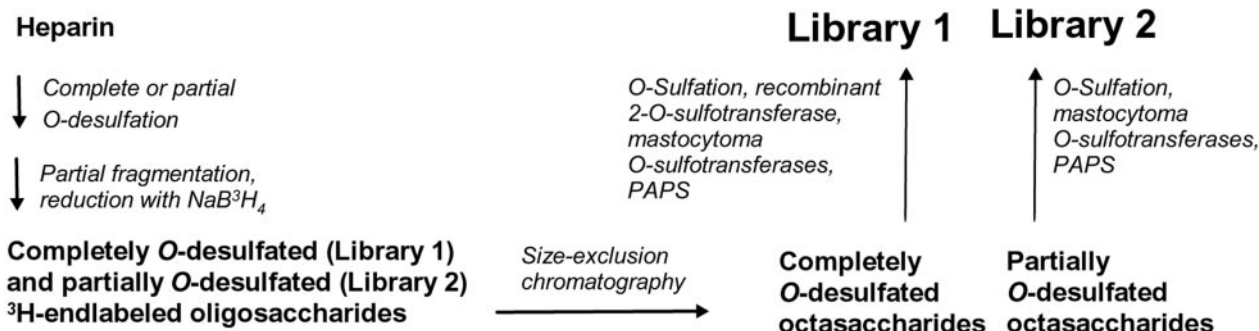 Heparin
Complete or partial
O-desulfation
Partial fragmentation,
reduction with NaB³H₄
Completely O-desulfated (Library 1)
and partially O-desulfated (Library 2)
³H-endlabeled oligosaccharides
Size-exclusion
chromatography
Library 1
O-Sulfation, recombinant
2-O-sulfotransferase,
mastocytoma
O-sulfotransferases,
PAPS
Completely
O-desulfated
octasaccharides
Library 2
O-Sulfation,
mastocytoma
O-sulfotransferases,
PAPS
Partially
O-desulfated
octasaccharides